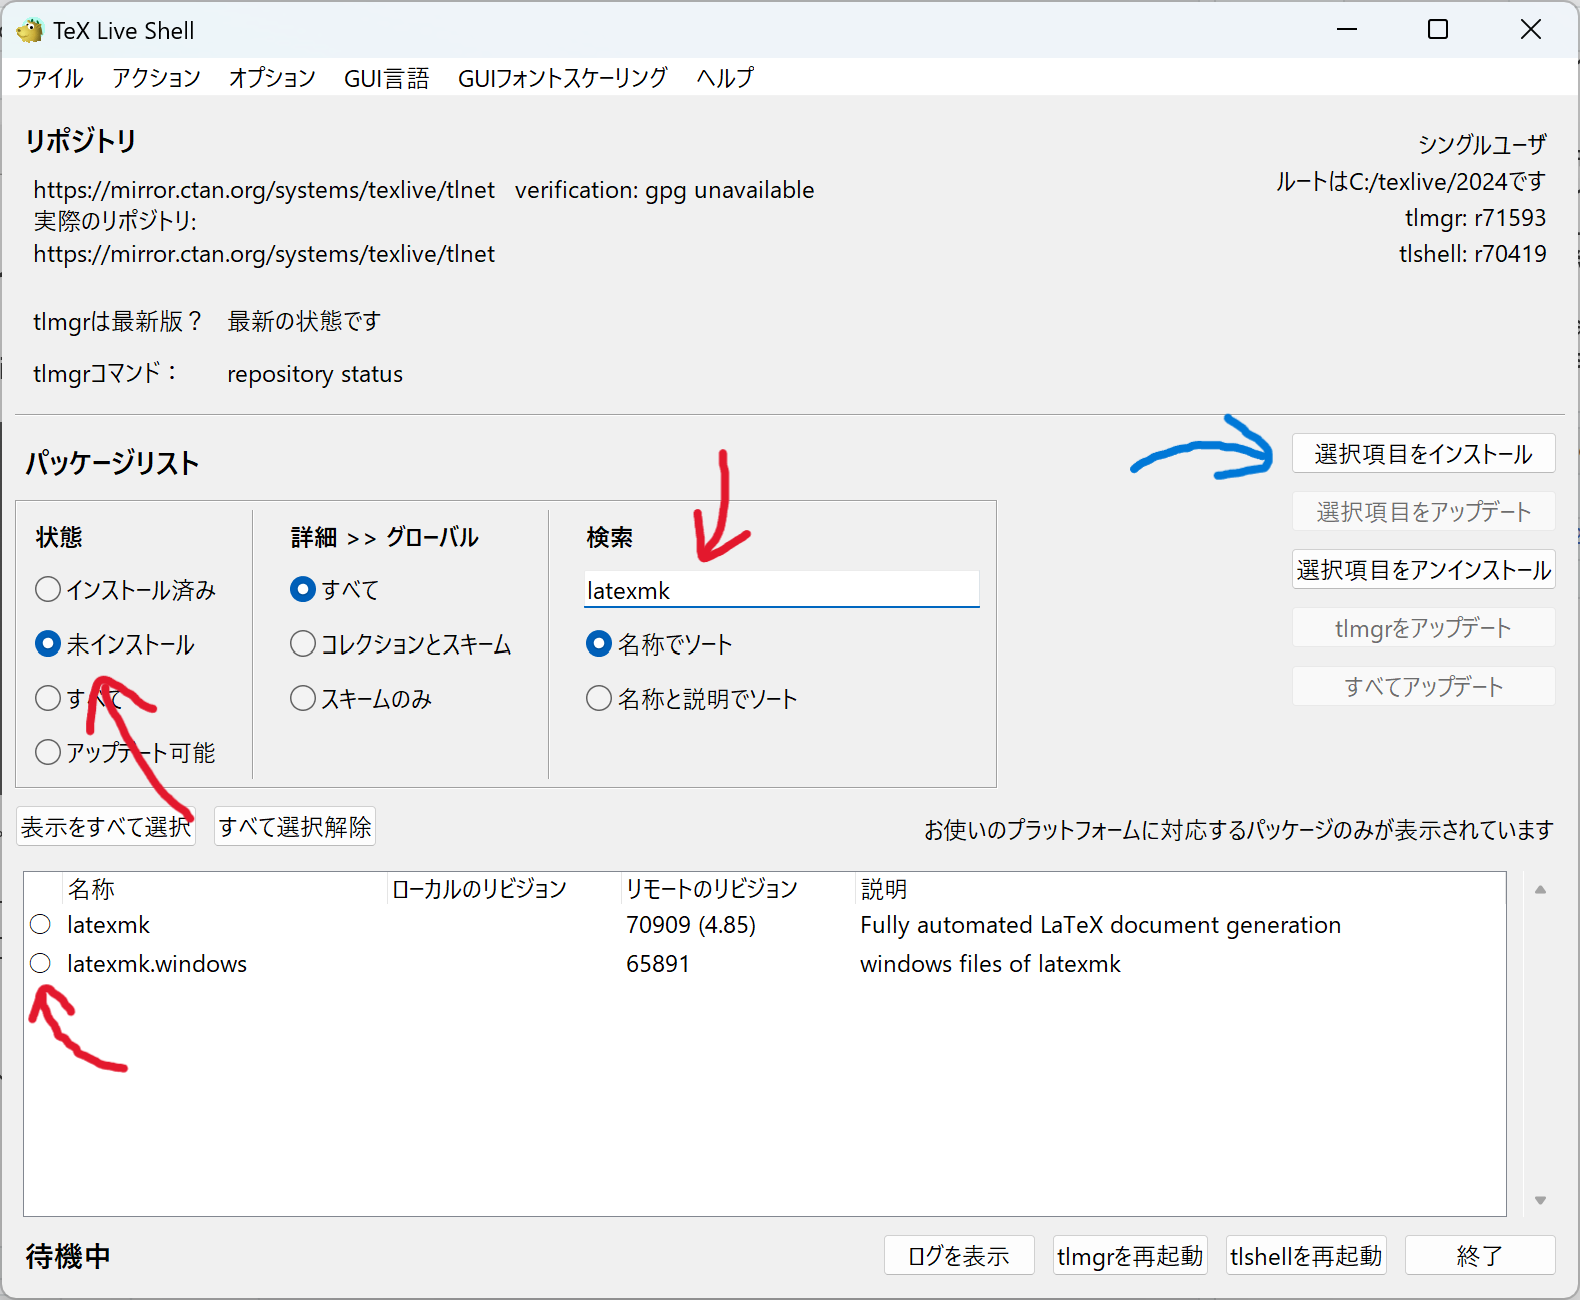 TeX Live Shell
ファイル アクション オプション GUI言語 GUIフォントスケーリング ヘルプ
リポジトリ
シングルユーザ
https://mirror.ctan.org/systems/texlive/tlnet verification: gpg unavailable
ルートはC:/texlive/2024です
実際のリポジトリ:
tlmgr: r71593
https://mirror.ctan.org/systems/texlive/tlnet
tlshell: r70419
tlmgrは最新版？ 最新の状態です
tlmgrコマンド： repository status
パッケージリスト
選択項目をインストール
選択項目をアップデート
選択項目をアンインストール
tlmgrをアップデート
すべてアップデート
状態
インストール済み
未インストール
すべて
アップデート可能
詳細 >> グローバル
すべて
コレクションとスキーム
スキームのみ
検索
latexmk
名称でソート
名称と説明でソート
表示をすべて選択 すべて選択解除
お使いのプラットフォームに対応するパッケージのみが表示されています
名称 ローカルのリビジョン リモートのリビジョン 説明
latexmk 70909 (4.85) Fully automated LaTeX document generation
latexmk.windows 65891 windows files of latexmk
待機中
ログを表示 tlmgrを再起動 tlshellを再起動 終了